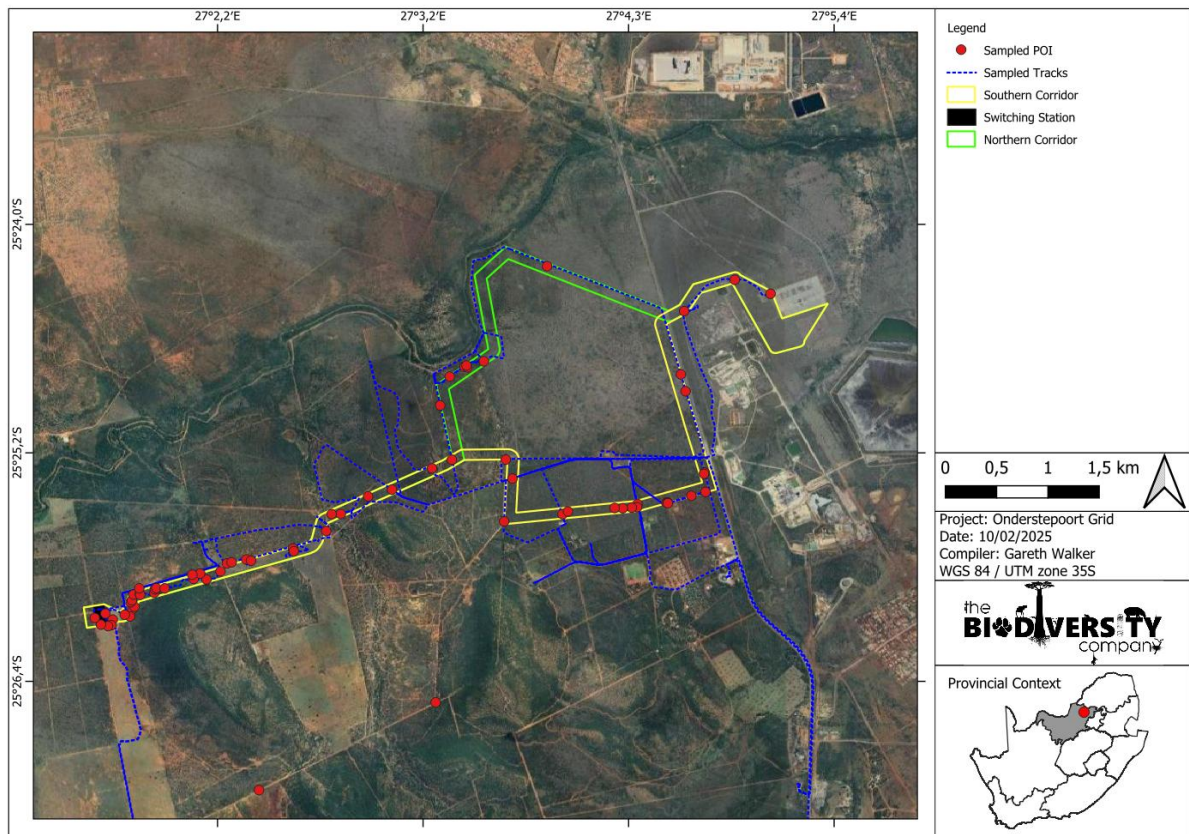 27°2,2'E 27°3,2'E 27°4,3'E 27°5,4'E
25°24,0'S
25°25,2'S
25°26,4'S
Legend
Sampled POI
Sampled Tracks
Southern Corridor
Switching Station
Northern Corridor
0 0,5 1 1,5 km
Project: Onderstepoort Grid
Date: 10/02/2025
Compiler: Gareth Walker
WGS 84 / UTM zone 35S
the
BIODIVERSITY
company
Provincial Context